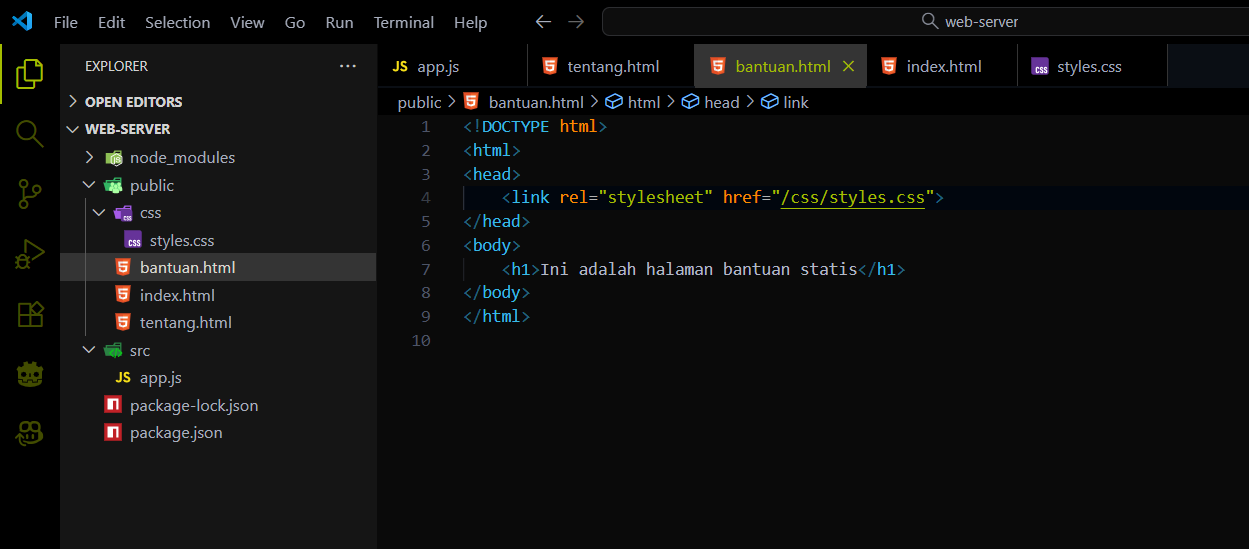 File Edit Selection View Go Run Terminal Help
web-server
EXPLORER
OPEN EDITORS
WEB-SERVER
node_modules
public
css
styles.css
bantuan.html
index.html
tentang.html
src
JS app.js
package-lock.json
package.json
JS app.js
tentang.html
bantuan.html
index.html
styles.css
public > bantuan.html > html > head > link
1 <!DOCTYPE html>
2 <html>
3 <head>
4     <link rel="stylesheet" href="/css/styles.css">
5 </head>
6 <body>
7     <h1>Ini adalah halaman bantuan statis</h1>
8 </body>
9 </html>
10